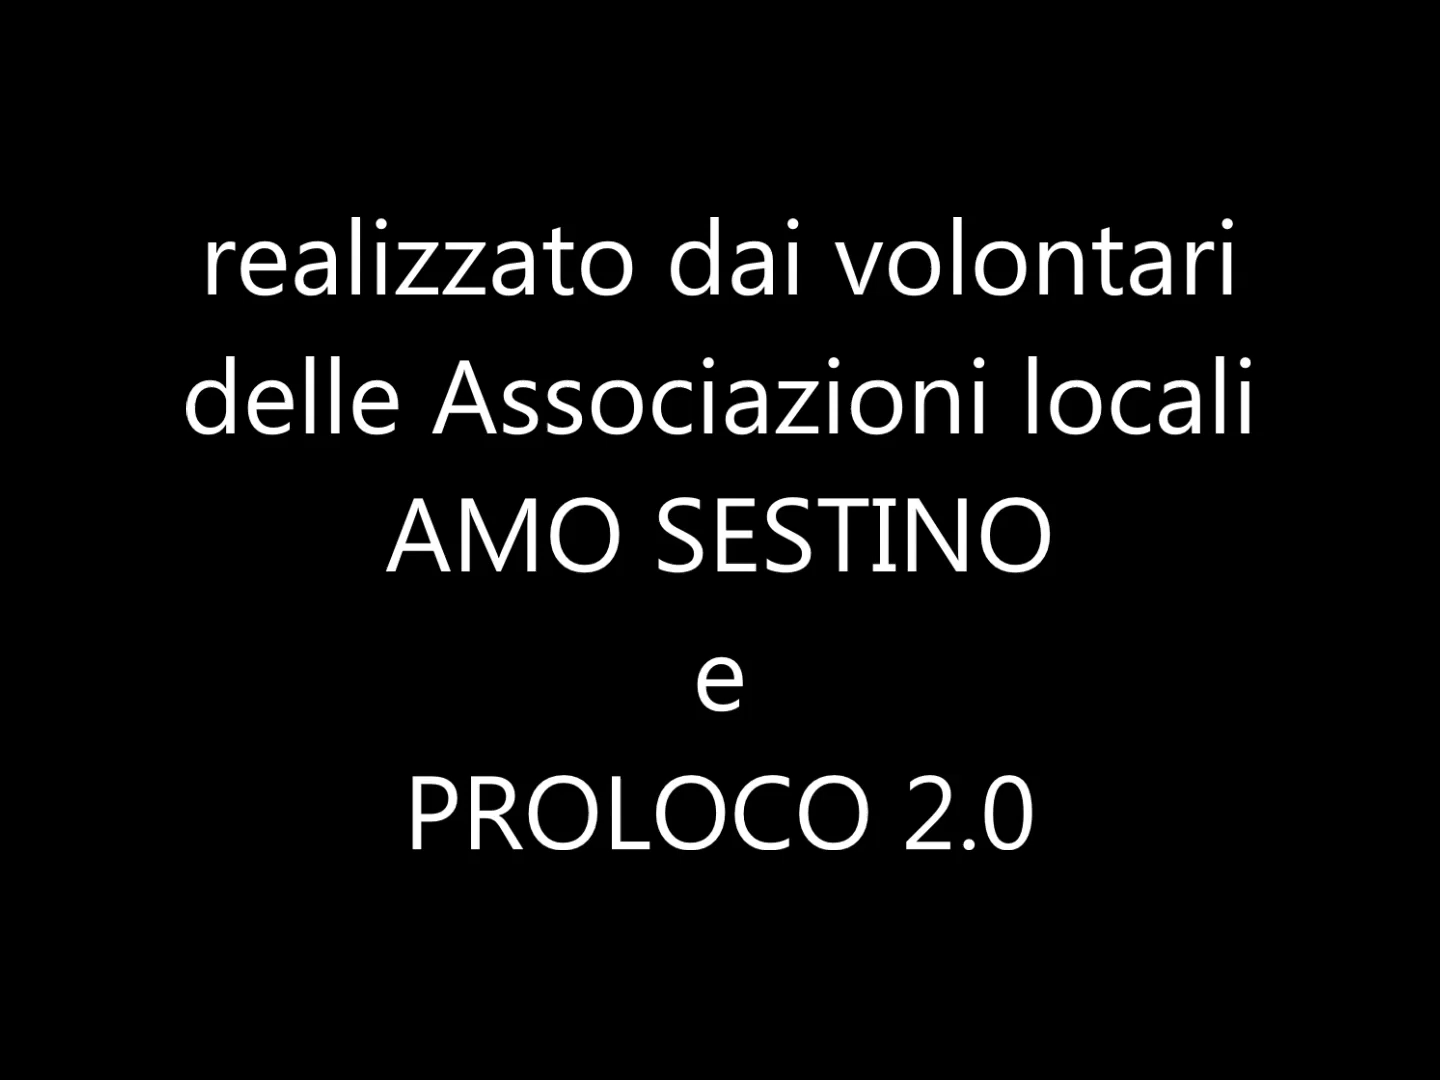 realizzato dai volontari
delle Associazioni locali
AMO SESTINO
e
PROLOCO 2.0